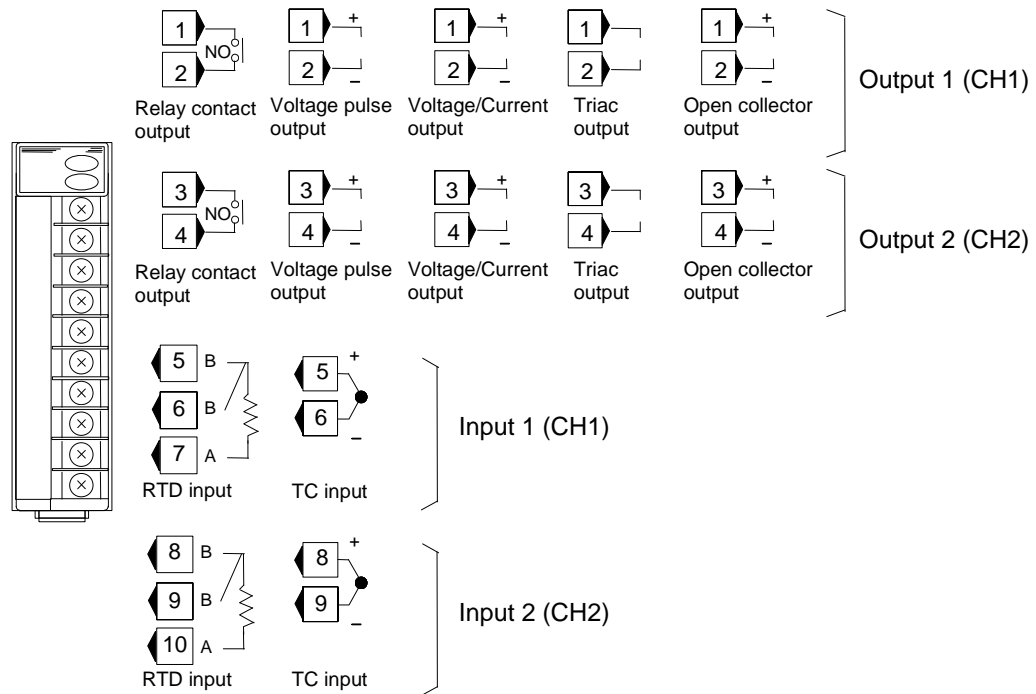 1 + 1 + 1 1 + 1
NO
2 - 2 - 2 2 - 2
Relay contact output
Voltage pulse output
Voltage/Current output
Triac output
Open collector output
Output 1 (CH1)
3 + 3 + 3 3 + 3
NO
4 - 4 - 4 4 - 4
Relay contact output
Voltage pulse output
Voltage/Current output
Triac output
Open collector output
Output 2 (CH2)
5 B
6 B
7 A
RTD input
5 +
6 −
TC input
Input 1 (CH1)
8 B
9 B
10 A
RTD input
8 +
9 −
TC input
Input 2 (CH2)